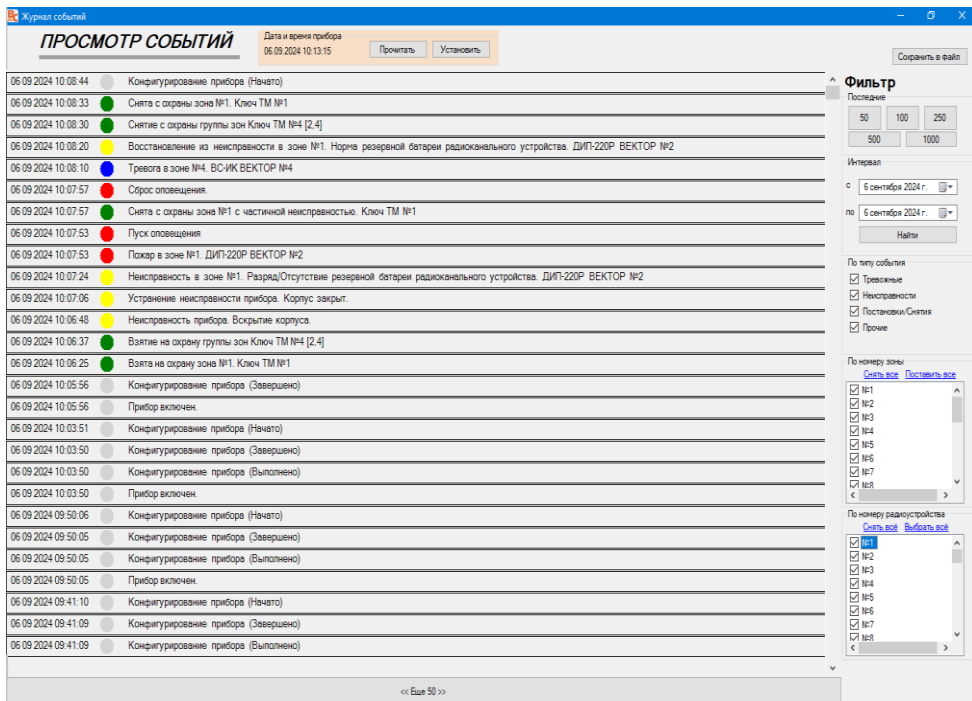 Журнал событий
ПРОСМОТР СОБЫТИЙ
Дата и время прибора
06.09.2024 10:13:15
Прочитать
Установить
Сохранить в файл
06 09 2024 10:08:44 Конфигурирование прибора (Начато)
06 09 2024 10:08:33 Снята с охраны зона №1. Ключ ТМ №1
06 09 2024 10:08:30 Снятие с охраны группы зон Ключ ТМ №4 [2,4]
06 09 2024 10:08:20 Восстановление из неисправности в зоне №1. Норма резервной батареи радиоканального устройства. ДИП-220Р ВЕКТОР №2
06 09 2024 10:08:10 Тревога в зоне №4. ВС-ИК ВЕКТОР №4
06 09 2024 10:07:57 Сброс оповещения.
06 09 2024 10:07:57 Снята с охраны зона №1 с частичной неисправностью. Ключ ТМ №1
06 09 2024 10:07:53 Пуск оповещения
06 09 2024 10:07:53 Пожар в зоне №1. ДИП-220Р ВЕКТОР №2
06 09 2024 10:07:24 Неисправность в зоне №1. Разряд/Отсутствие резервной батареи радиоканального устройства. ДИП-220Р ВЕКТОР №2
06 09 2024 10:07:06 Устранение неисправности прибора. Корпус закрыт.
06 09 2024 10:06:48 Неисправность прибора. Вскрытие корпуса.
06 09 2024 10:06:37 Взятие на охрану группы зон Ключ ТМ №4 [2,4]
06 09 2024 10:06:25 Взята на охрану зона №1. Ключ ТМ №1
06 09 2024 10:05:56 Конфигурирование прибора (Завершено)
06 09 2024 10:05:56 Прибор включен.
06 09 2024 10:03:51 Конфигурирование прибора (Начато)
06 09 2024 10:03:50 Конфигурирование прибора (Завершено)
06 09 2024 10:03:50 Конфигурирование прибора (Выполнено)
06 09 2024 10:03:50 Прибор включен.
06 09 2024 09:50:06 Конфигурирование прибора (Начато)
06 09 2024 09:50:05 Конфигурирование прибора (Завершено)
06 09 2024 09:50:05 Конфигурирование прибора (Выполнено)
06 09 2024 09:50:05 Прибор включен.
06 09 2024 09:41:10 Конфигурирование прибора (Начато)
06 09 2024 09:41:09 Конфигурирование прибора (Завершено)
06 09 2024 09:41:09 Конфигурирование прибора (Выполнено)
<< Еще 50 >>
Фильтр
Последние
50 100 250
500 1000
Интервал
с 6 сентября 2024 г.
по 6 сентября 2024 г.
Найти
По типу события
Тревожные
Неисправности
Постановки/Снятия
Прочие
По номеру зоны
Снять все Поставить все
№1
№2
№3
№4
№5
№6
№7
№8
По номеру радиоустройства
Снять всё Выбрать всё
№1
№2
№3
№4
№5
№6
№7
№8